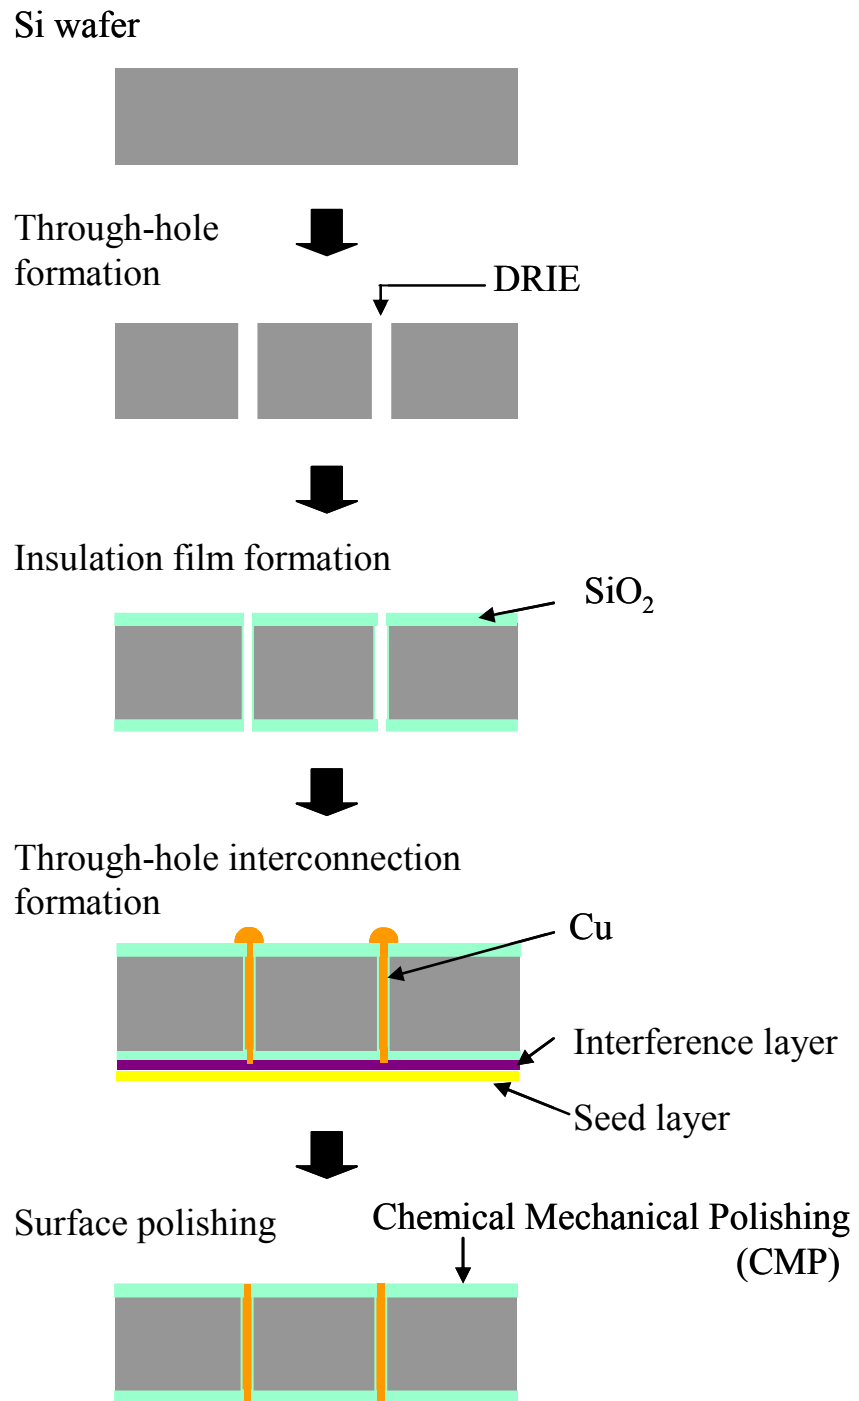 Si wafer
Through-hole
formation
DRIE
Insulation film formation
SiO₂
Through-hole interconnection
formation
Cu
Interference layer
Seed layer
Surface polishing
Chemical Mechanical Polishing
(CMP)